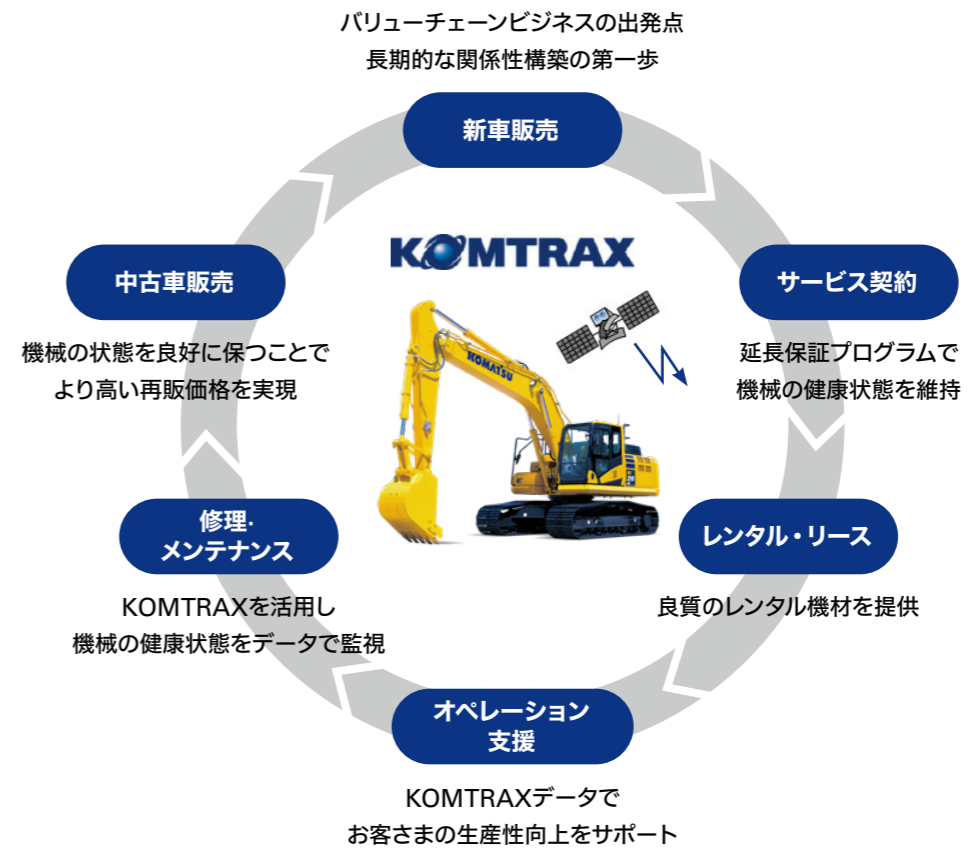 バリューチェーンビジネスの出発点
長期的な関係性構築の第一歩
新車販売
KOMTRAX
サービス契約
延長保証プログラムで
機械の健康状態を維持
KOMATSU
レンタル・リース
良質のレンタル機材を提供
オペレーション
支援
KOMTRAXデータで
お客さまの生産性向上をサポート
修理・
メンテナンス
KOMTRAXを活用し
機械の健康状態をデータで監視
中古車販売
機械の状態を良好に保つことで
より高い再販価格を実現